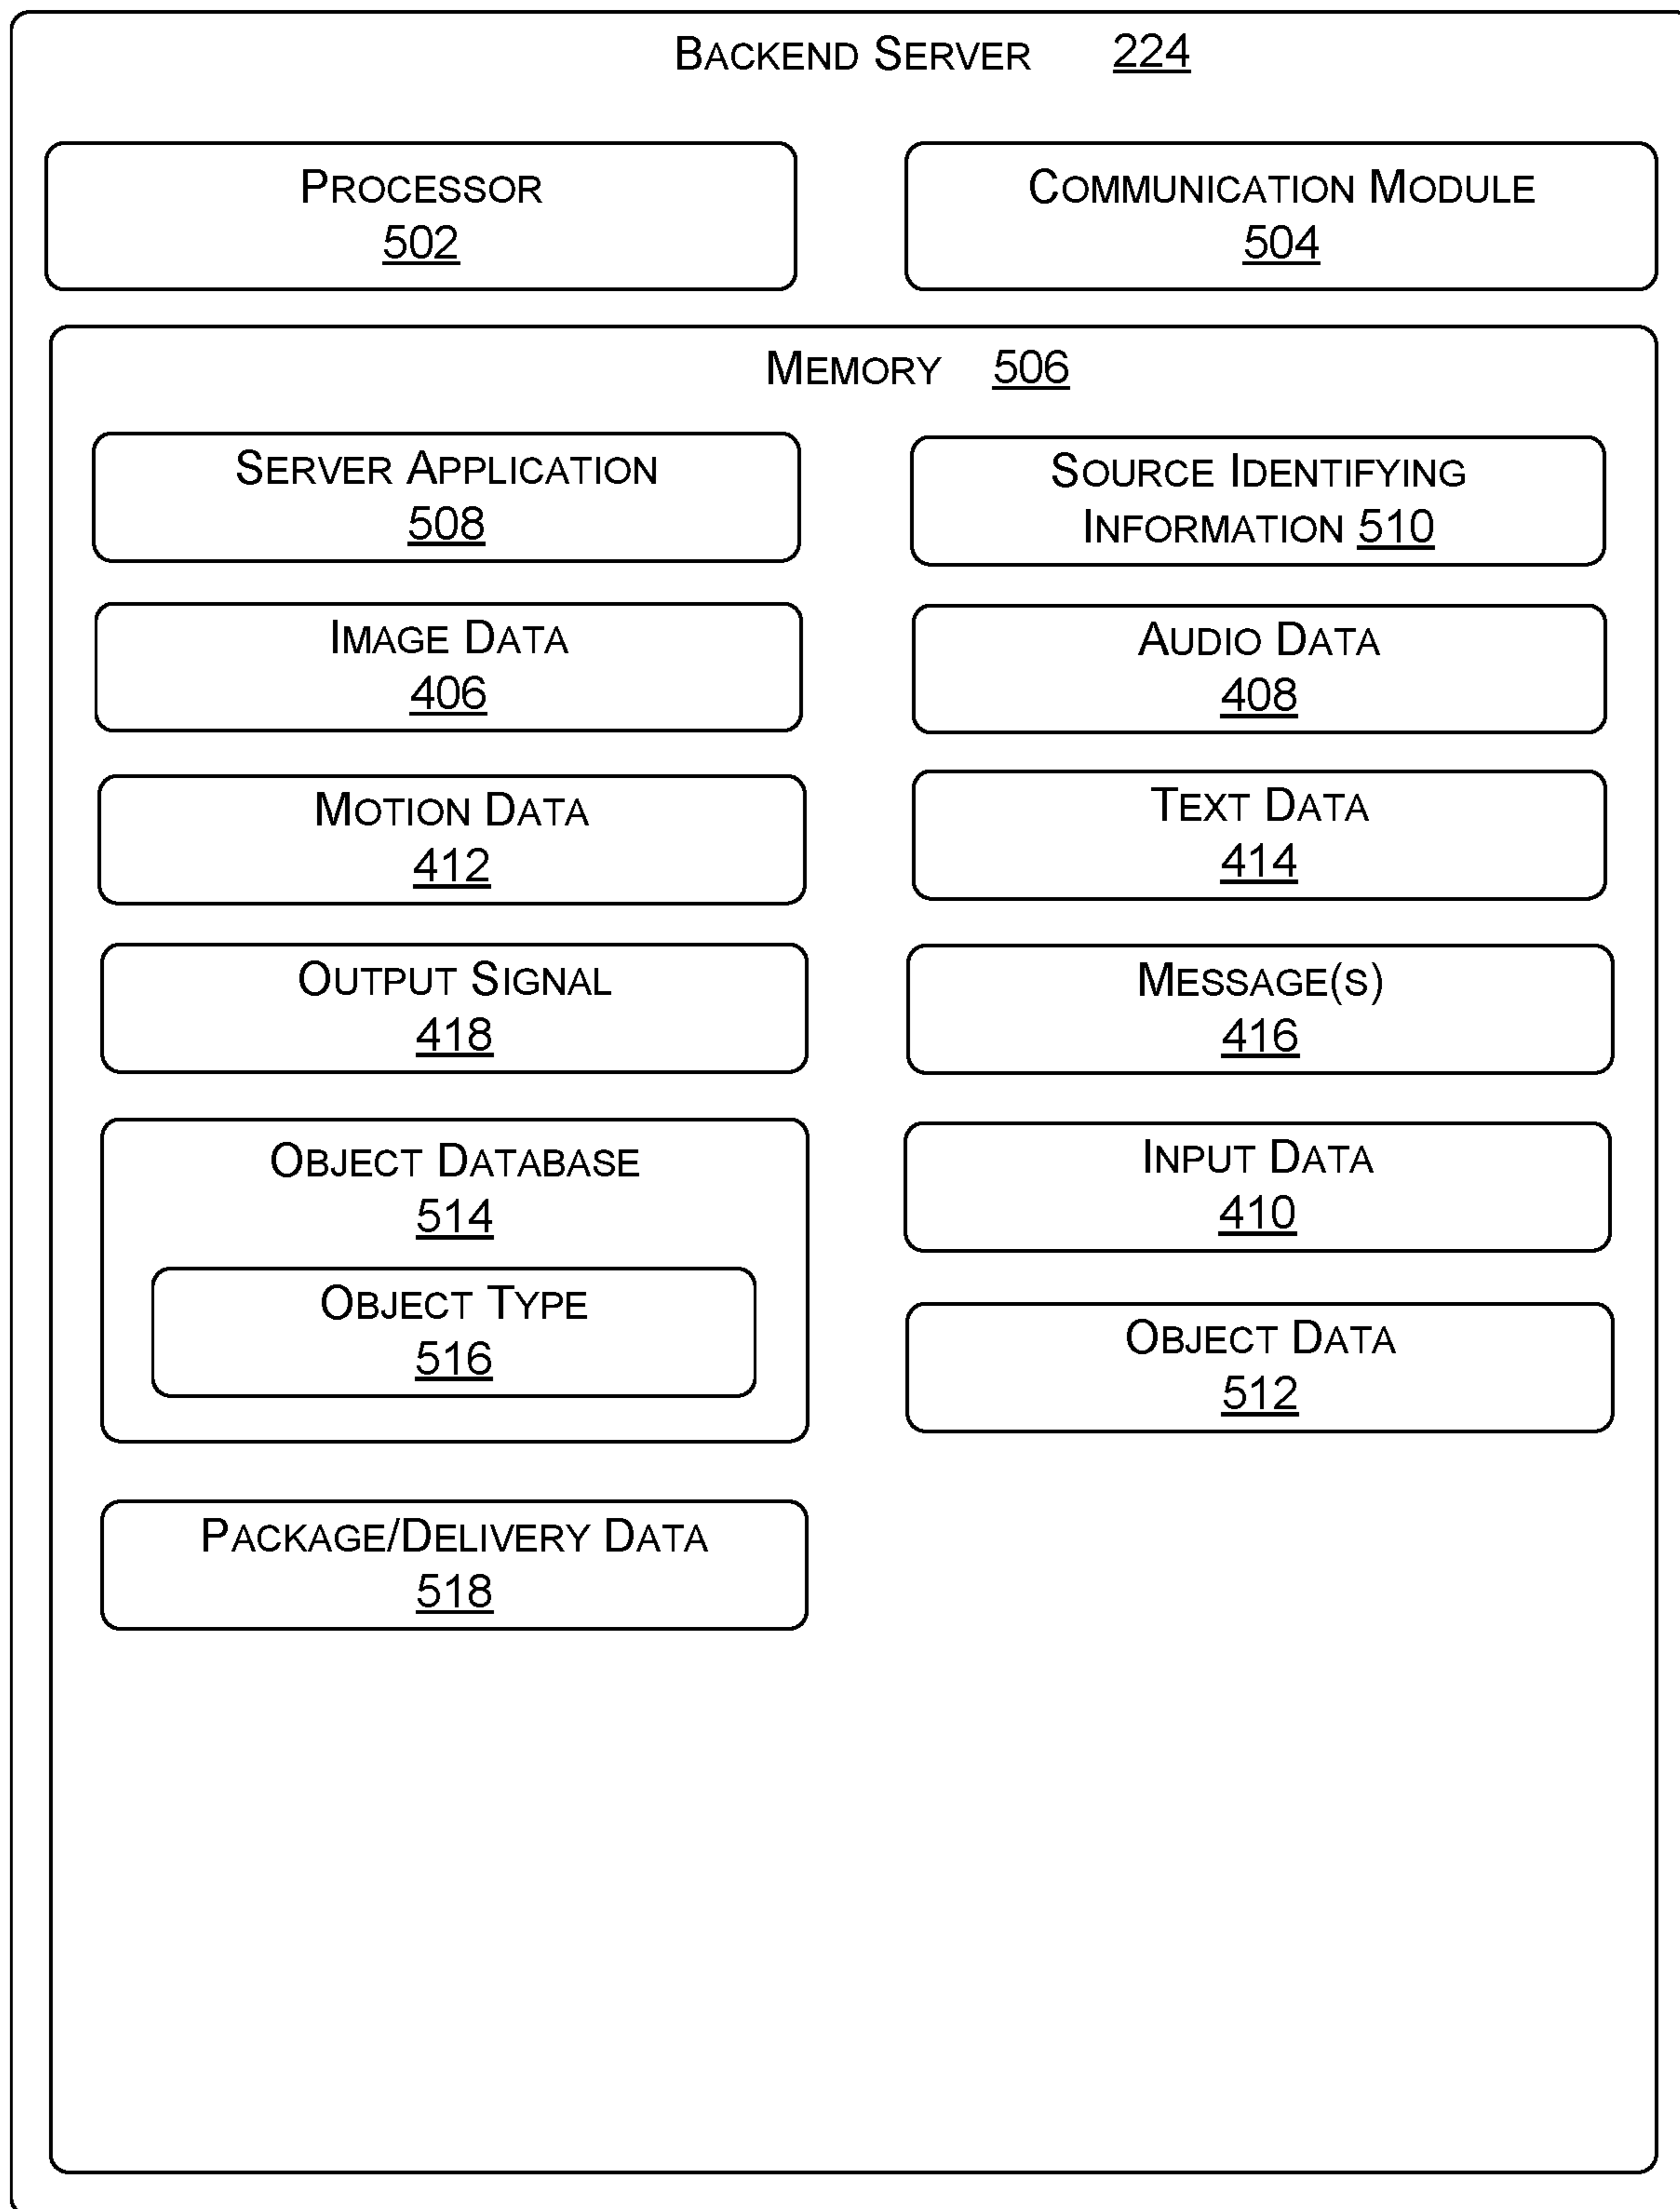 BACKEND SERVER 224
PROCESSOR
502
COMMUNICATION MODULE
504
MEMORY 506
SERVER APPLICATION
508
SOURCE IDENTIFYING
INFORMATION 510
IMAGE DATA
406
AUDIO DATA
408
MOTION DATA
412
TEXT DATA
414
OUTPUT SIGNAL
418
MESSAGE(S)
416
OBJECT DATABASE
514
OBJECT TYPE
516
INPUT DATA
410
OBJECT DATA
512
PACKAGE/DELIVERY DATA
518